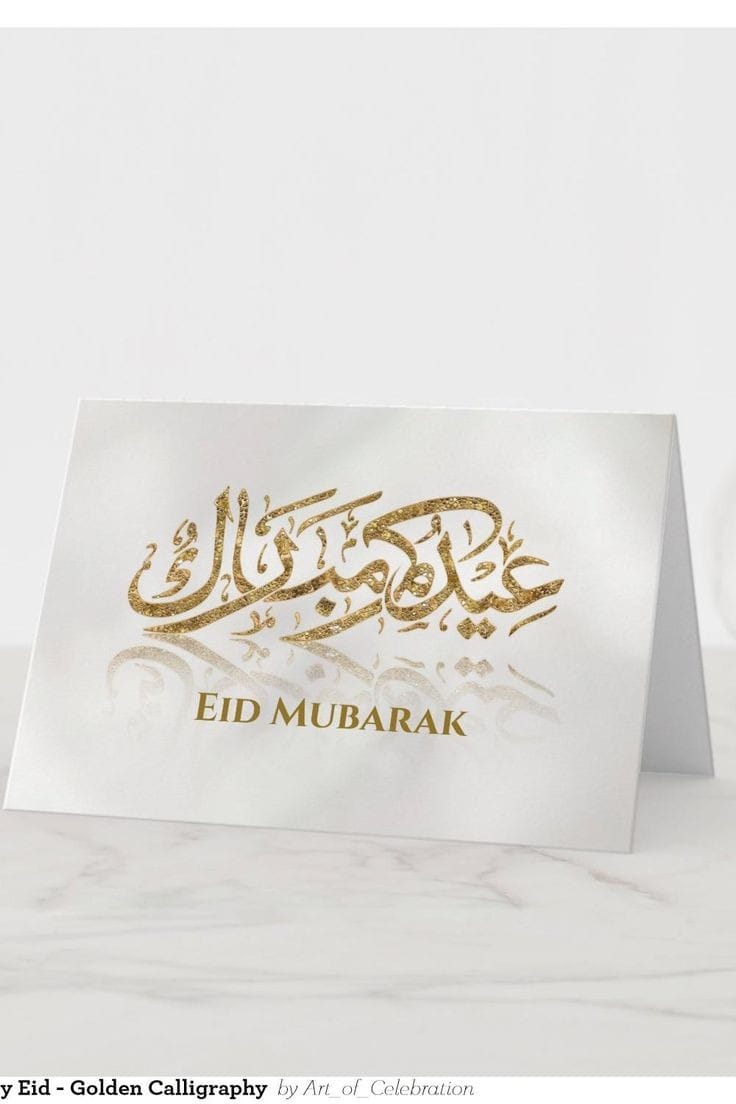 عيد مبارك
EID MUBARAK
y Eid - Golden Calligraphy by Art_of_Celebration